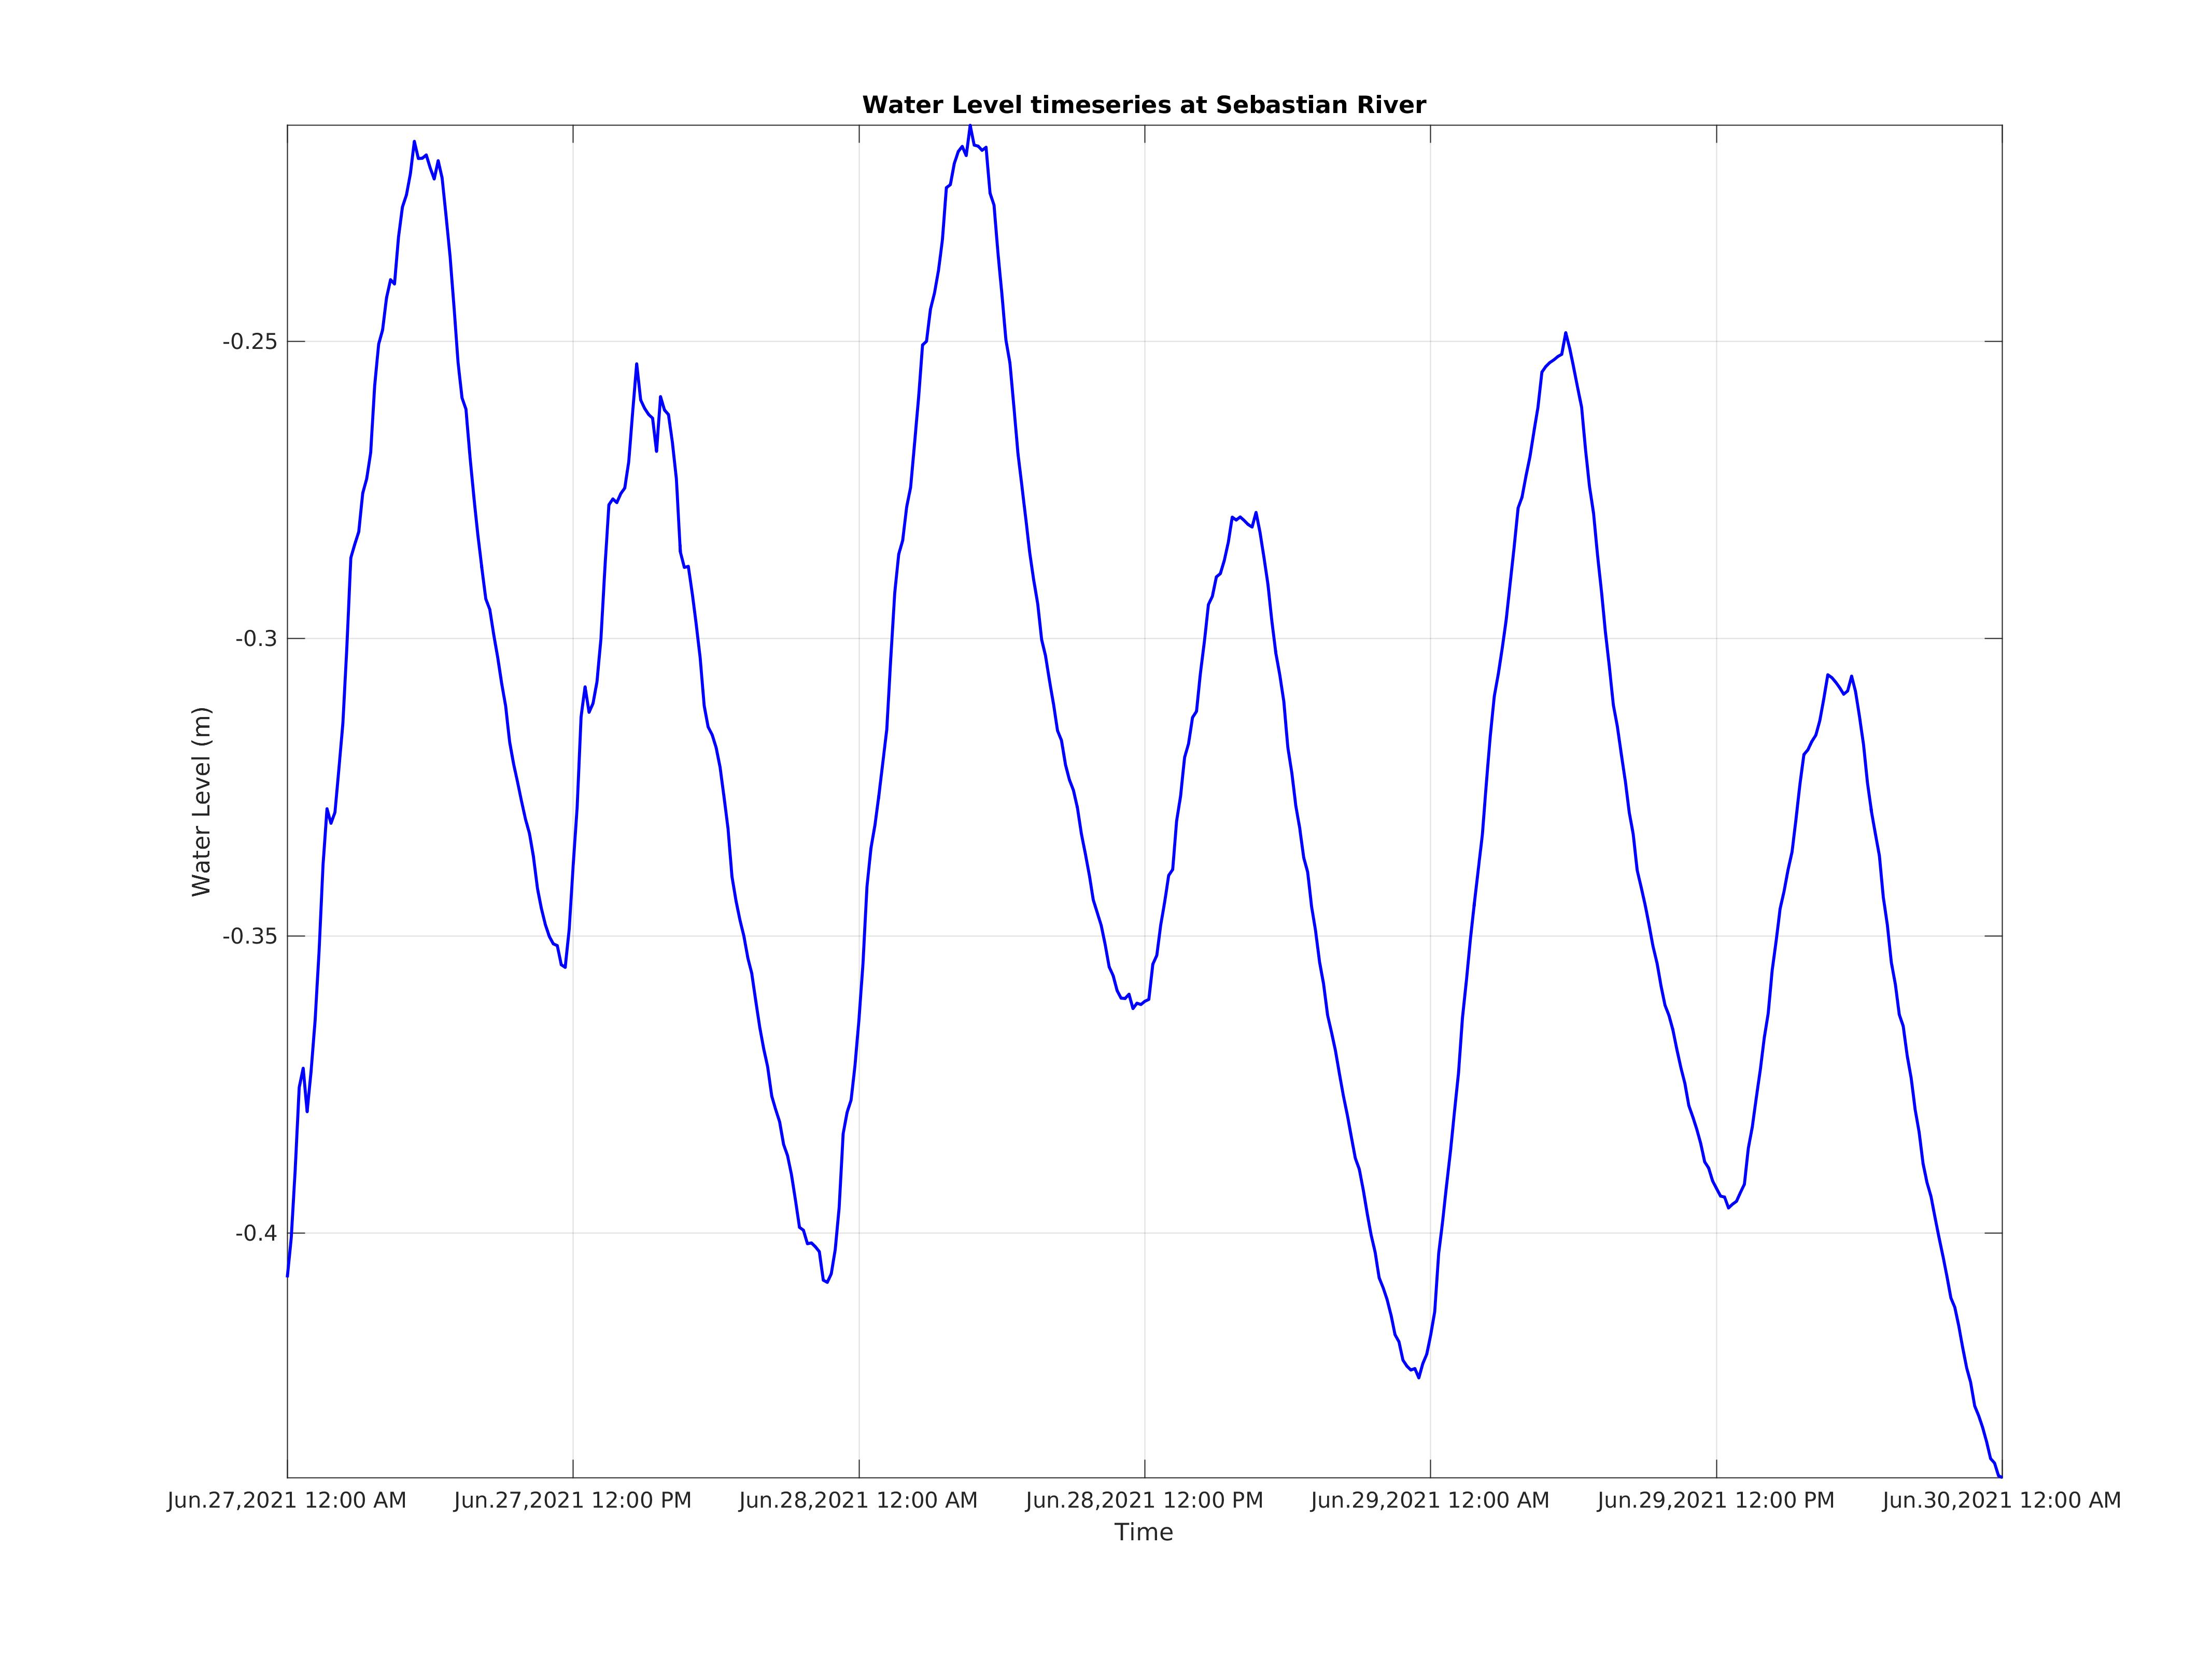 Water Level timeseries at Sebastian River
-0.25
-0.3
-0.35
-0.4
Water Level (m)
Jun.27,2021 12:00 AM
Jun.27,2021 12:00 PM
Jun.28,2021 12:00 AM
Jun.28,2021 12:00 PM
Jun.29,2021 12:00 AM
Jun.29,2021 12:00 PM
Jun.30,2021 12:00 AM
Time